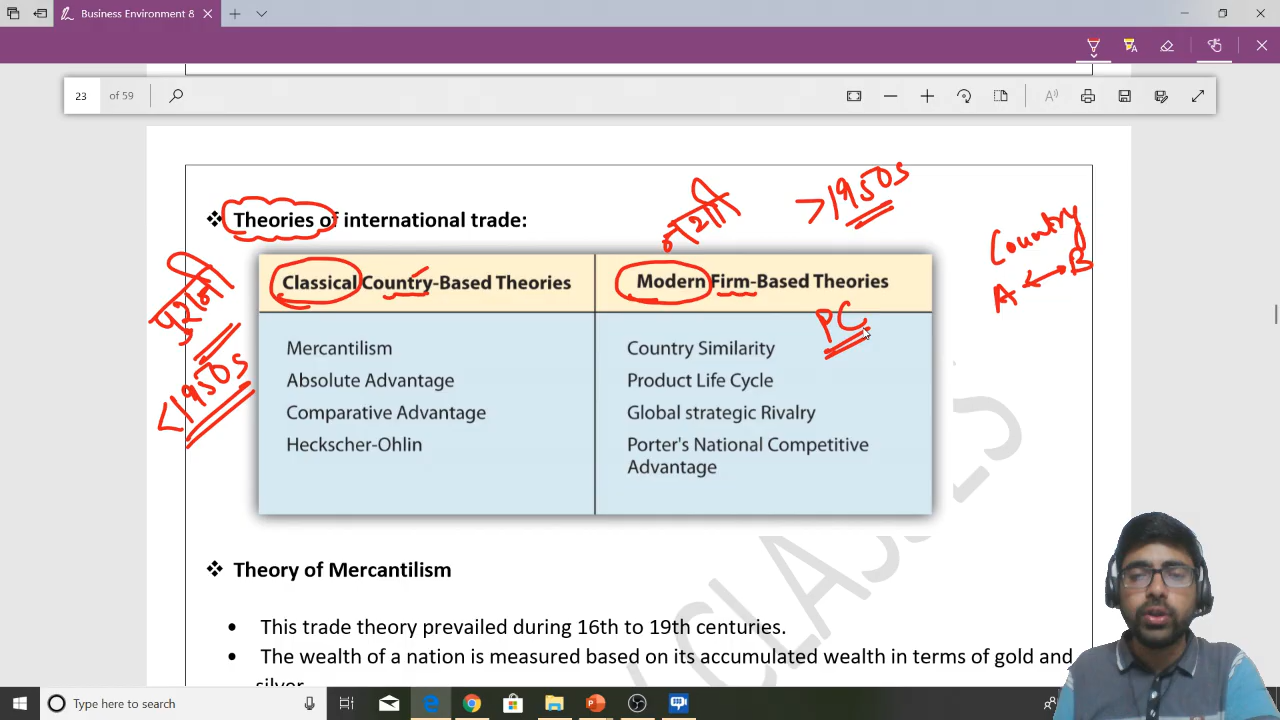 Business Environment 8
23 of 59
❖ Theories of international trade:
>1950s
Country
A ↔ B
Classical Country-Based Theories
Modern Firm-Based Theories
PC
<1950s
Mercantilism
Country Similarity
Absolute Advantage
Product Life Cycle
Comparative Advantage
Global strategic Rivalry
Heckscher-Ohlin
Porter's National Competitive
Advantage
CLASSES
❖ Theory of Mercantilism
• This trade theory prevailed during 16th to 19th centuries.
• The wealth of a nation is measured based on its accumulated wealth in terms of gold and
silver
Type here to search